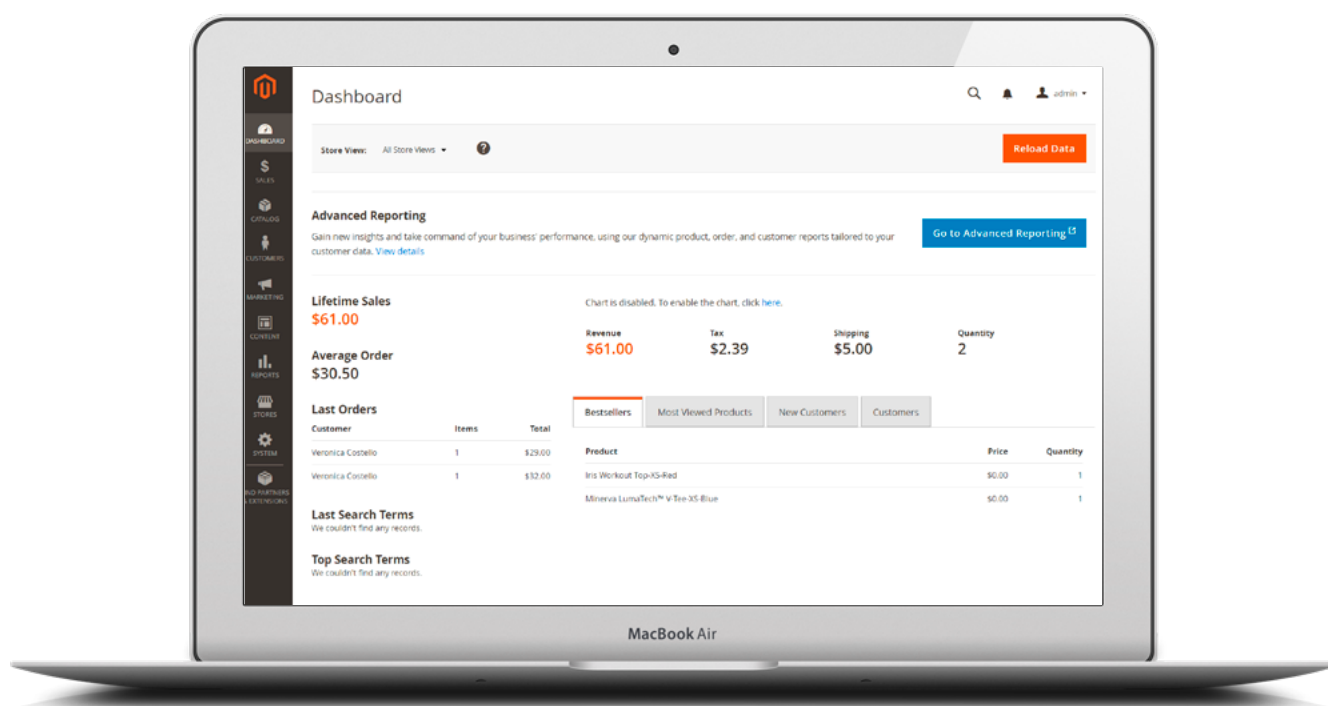 Dashboard
admin
DASHBOARD
SALES
CATALOG
CUSTOMERS
MARKETING
CONTENT
REPORTS
STORES
SYSTEM
PARTNERS
& EXTENSIONS
Store View: All Store Views ?
Reload Data
Advanced Reporting
Gain new insights and take command of your business' performance, using our dynamic product, order, and customer reports tailored to your
customer data. View details
Go to Advanced Reporting
Lifetime Sales
$61.00
Average Order
$30.50
Chart is disabled. To enable the chart, click here.
Revenue Tax Shipping Quantity
$61.00 $2.39 $5.00 2
Last Orders
Customer Items Total
Veronica Costello 1 $29.00
Veronica Costello 1 $32.00
Last Search Terms
We couldn't find any records.
Top Search Terms
We couldn't find any records.
Bestsellers Most Viewed Products New Customers Customers
Product Price Quantity
Iris Workout Top-XS-Red $0.00 1
Minerva LumaTech™ V-Tee-XS-Blue $0.00 1
MacBook Air